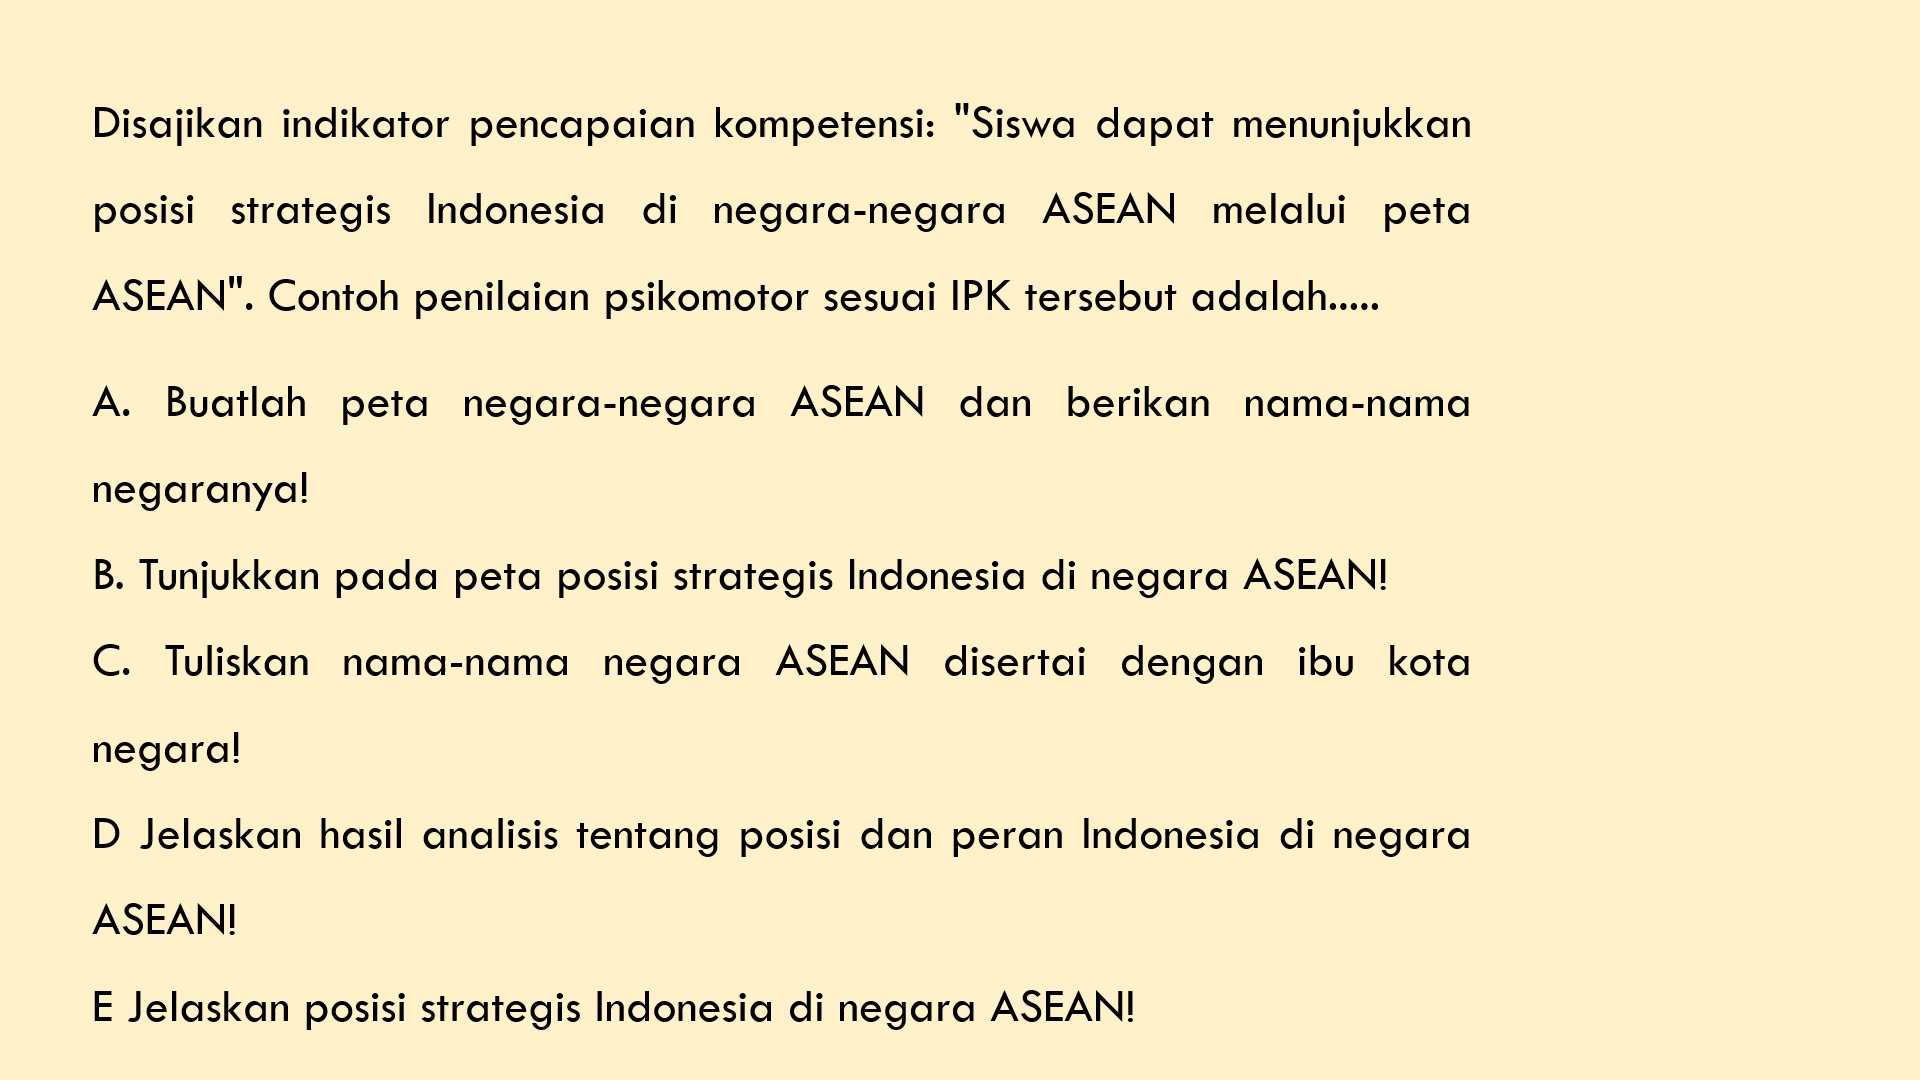 Disajikan indikator pencapaian kompetensi: "Siswa dapat menunjukkan
posisi strategis Indonesia di negara-negara ASEAN melalui peta
ASEAN". Contoh penilaian psikomotor sesuai IPK tersebut adalah.....
A. Buatlah peta negara-negara ASEAN dan berikan nama-nama
negaranya!
B. Tunjukkan pada peta posisi strategis Indonesia di negara ASEAN!
C. Tuliskan nama-nama negara ASEAN disertai dengan ibu kota
negara!
D Jelaskan hasil analisis tentang posisi dan peran Indonesia di negara
ASEAN!
E Jelaskan posisi strategis Indonesia di negara ASEAN!